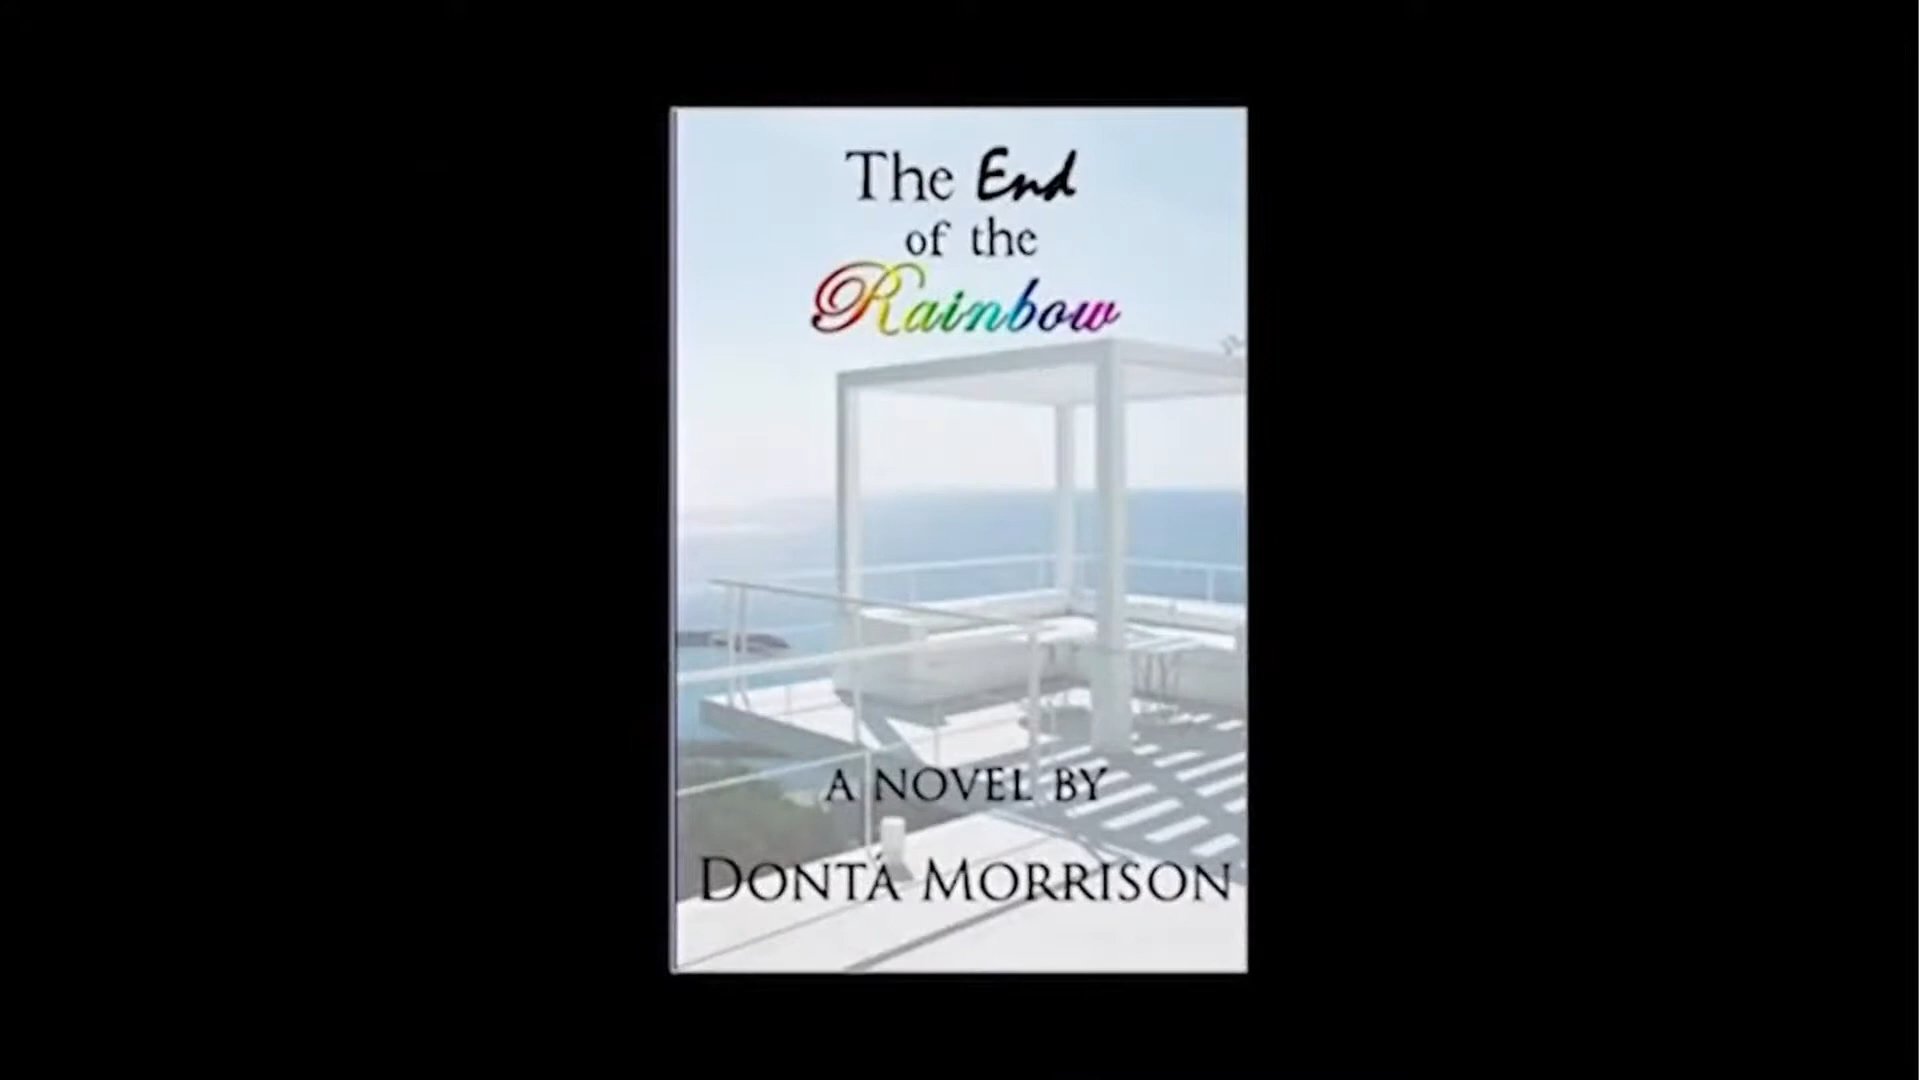 The End
of the
Rainbow
A NOVEL BY
DONTÁ MORRISON